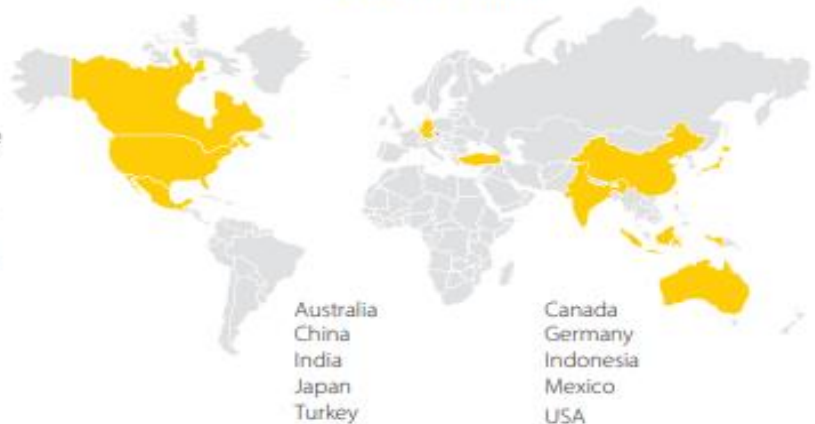 Australia
China
India
Japan
Turkey
Canada
Germany
Indonesia
Mexico
USA